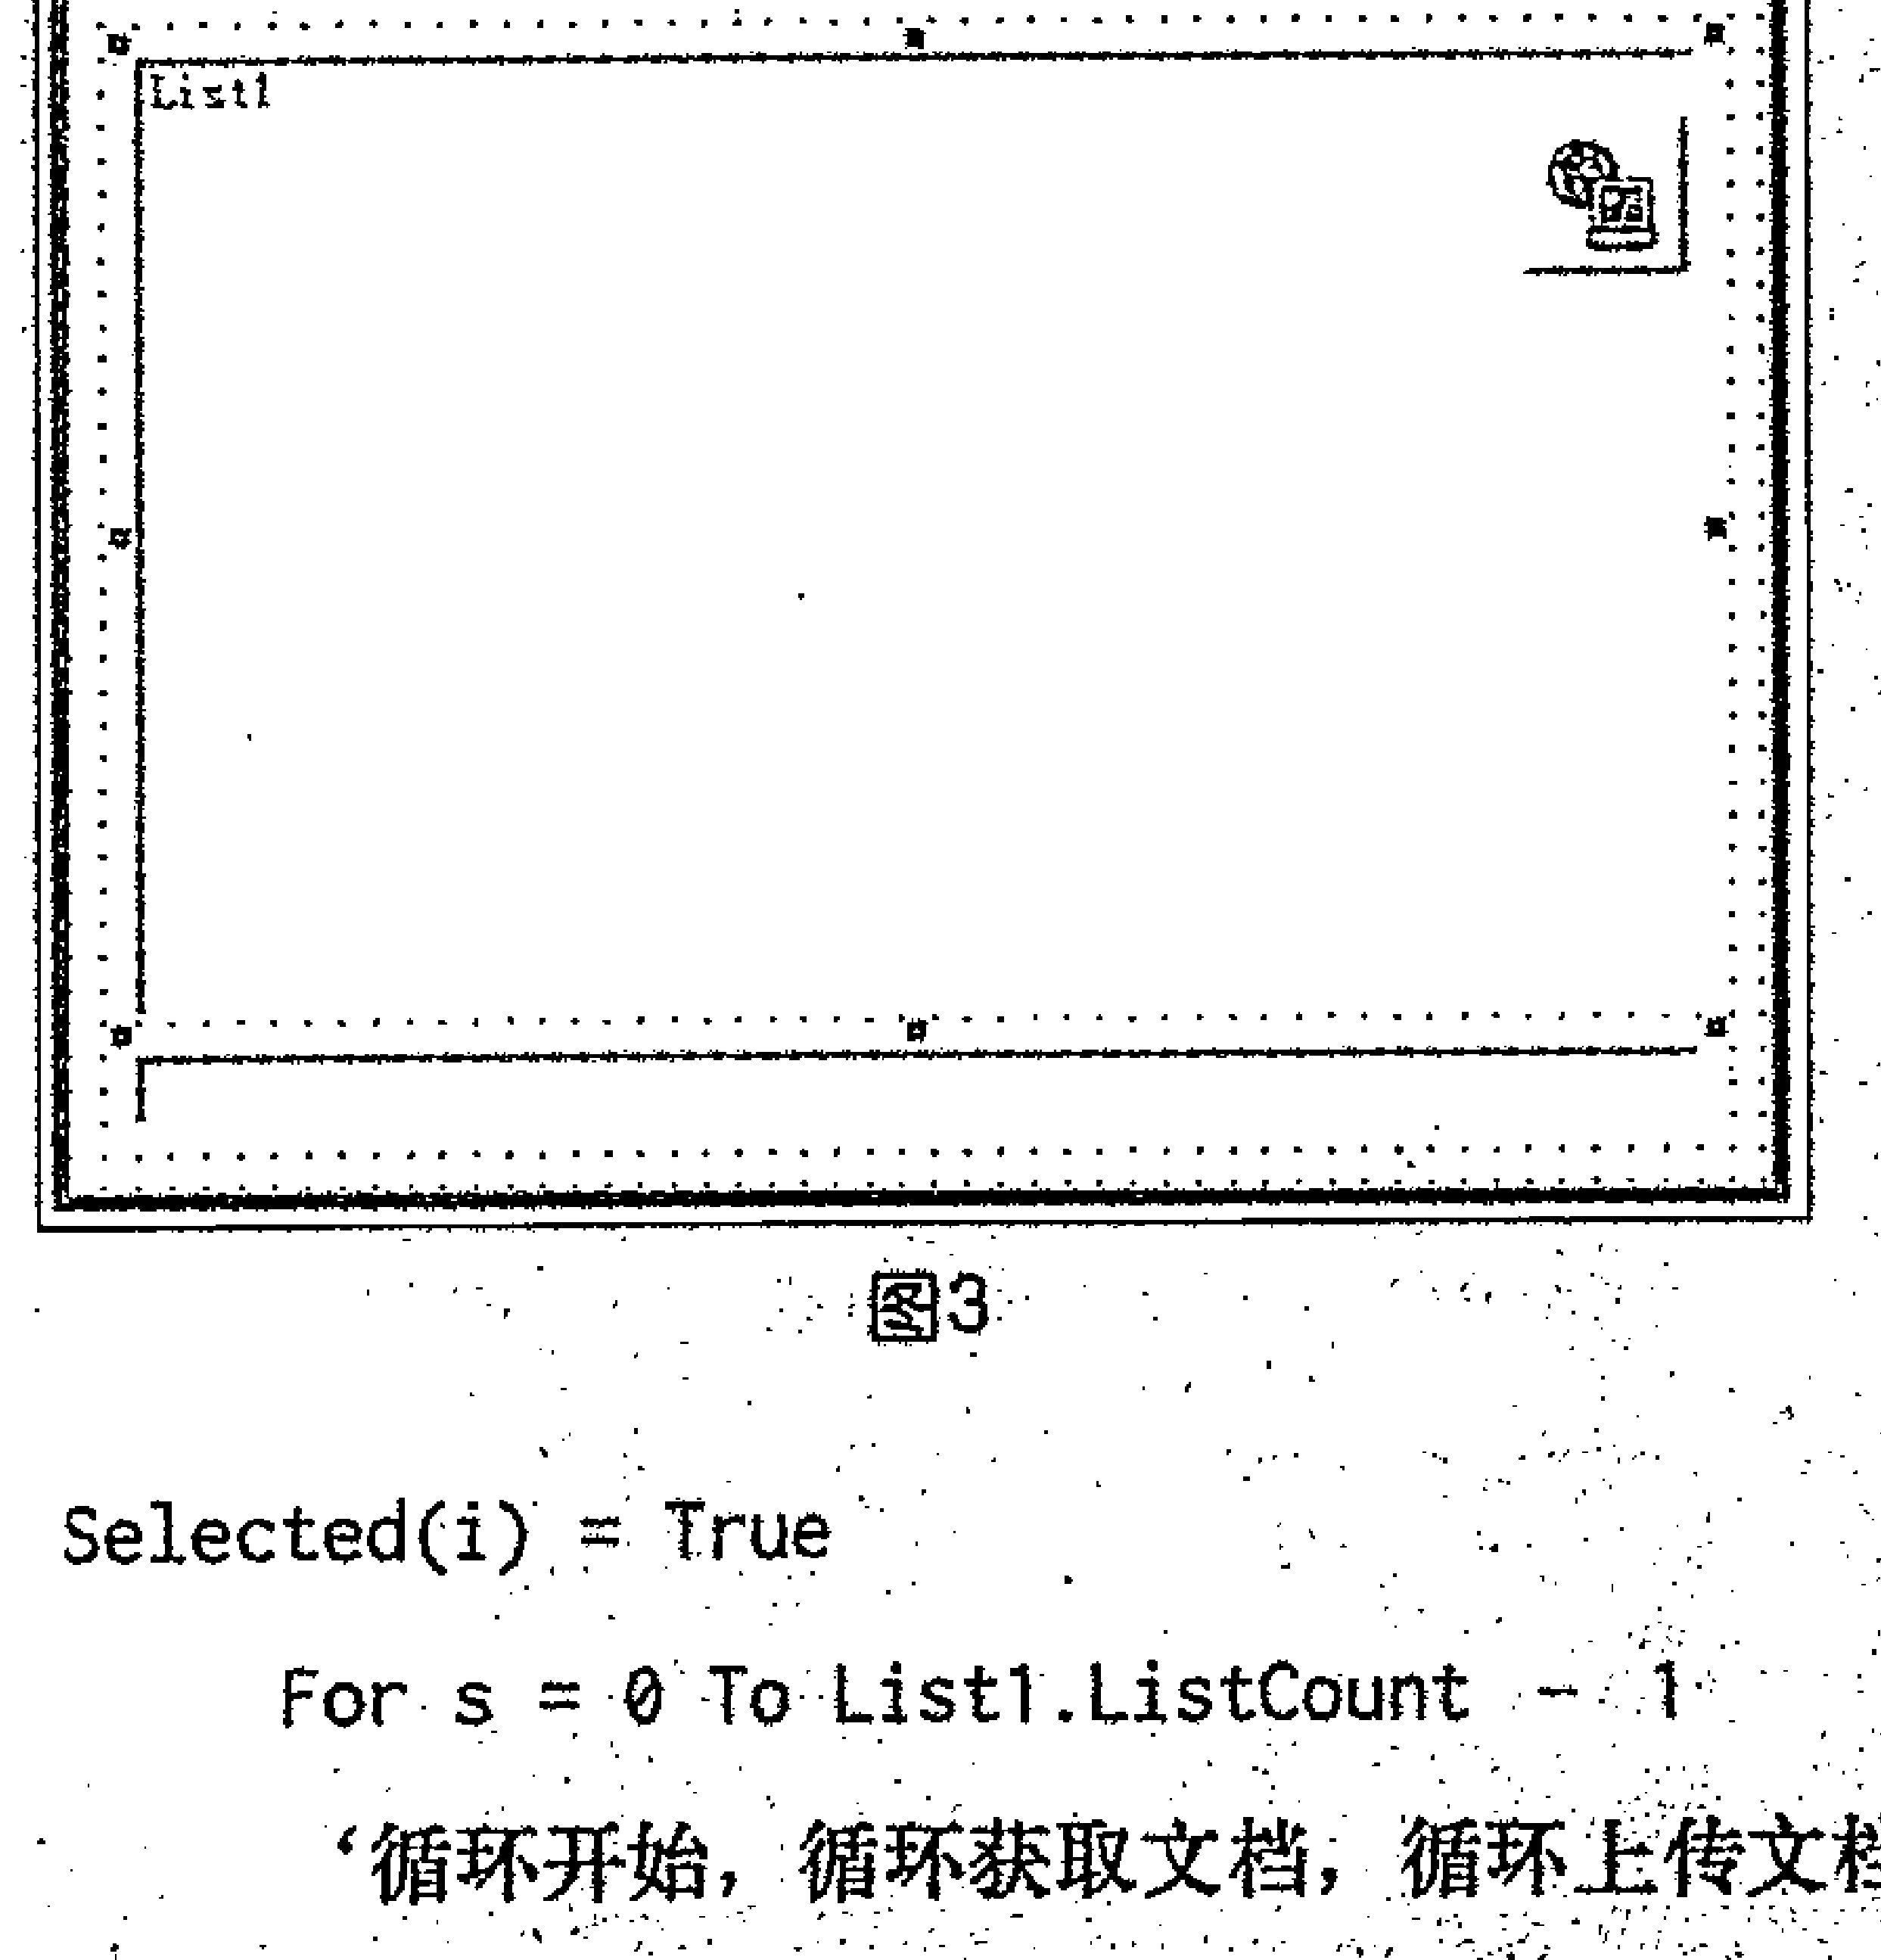 List1
图3
Selected(i) = True
For s = 0 To List1.ListCount - 1
‘循环开始，循环获取文档，循环上传文档